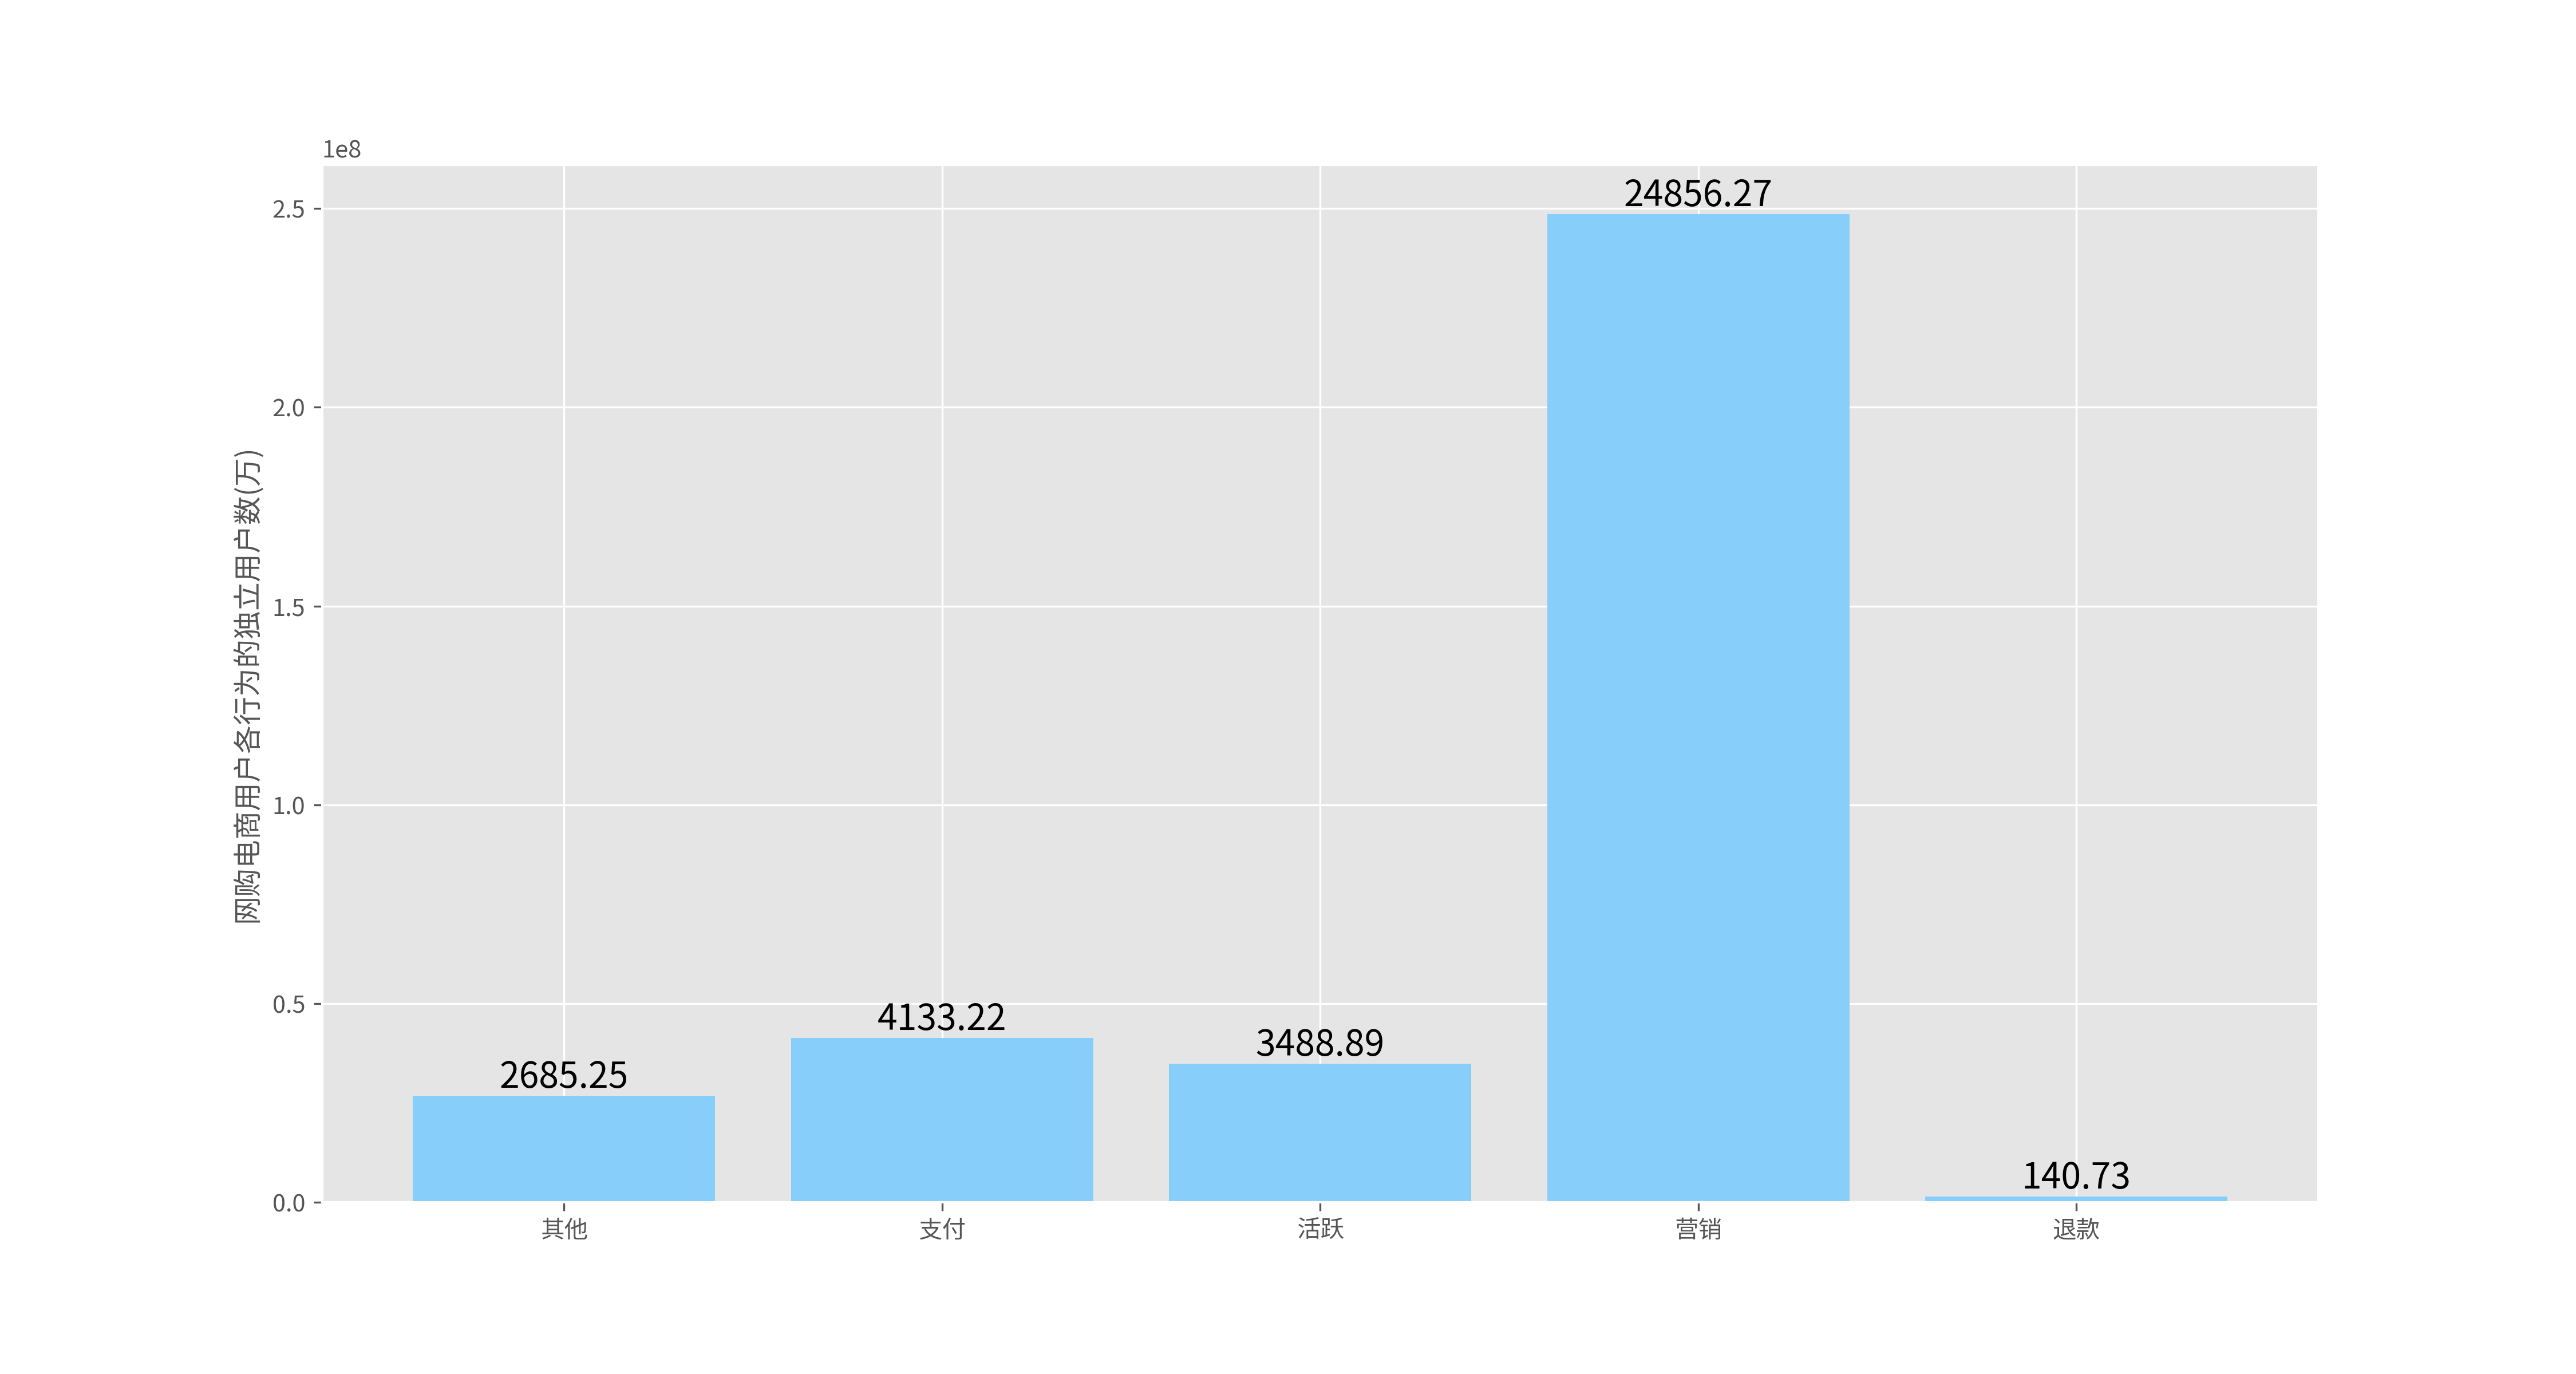 1e8
2.5
2.0
1.5
1.0
0.5
0.0
网购电商用户各行为的独立用户数(万)
2685.25
4133.22
3488.89
24856.27
140.73
其他
支付
活跃
营销
退款